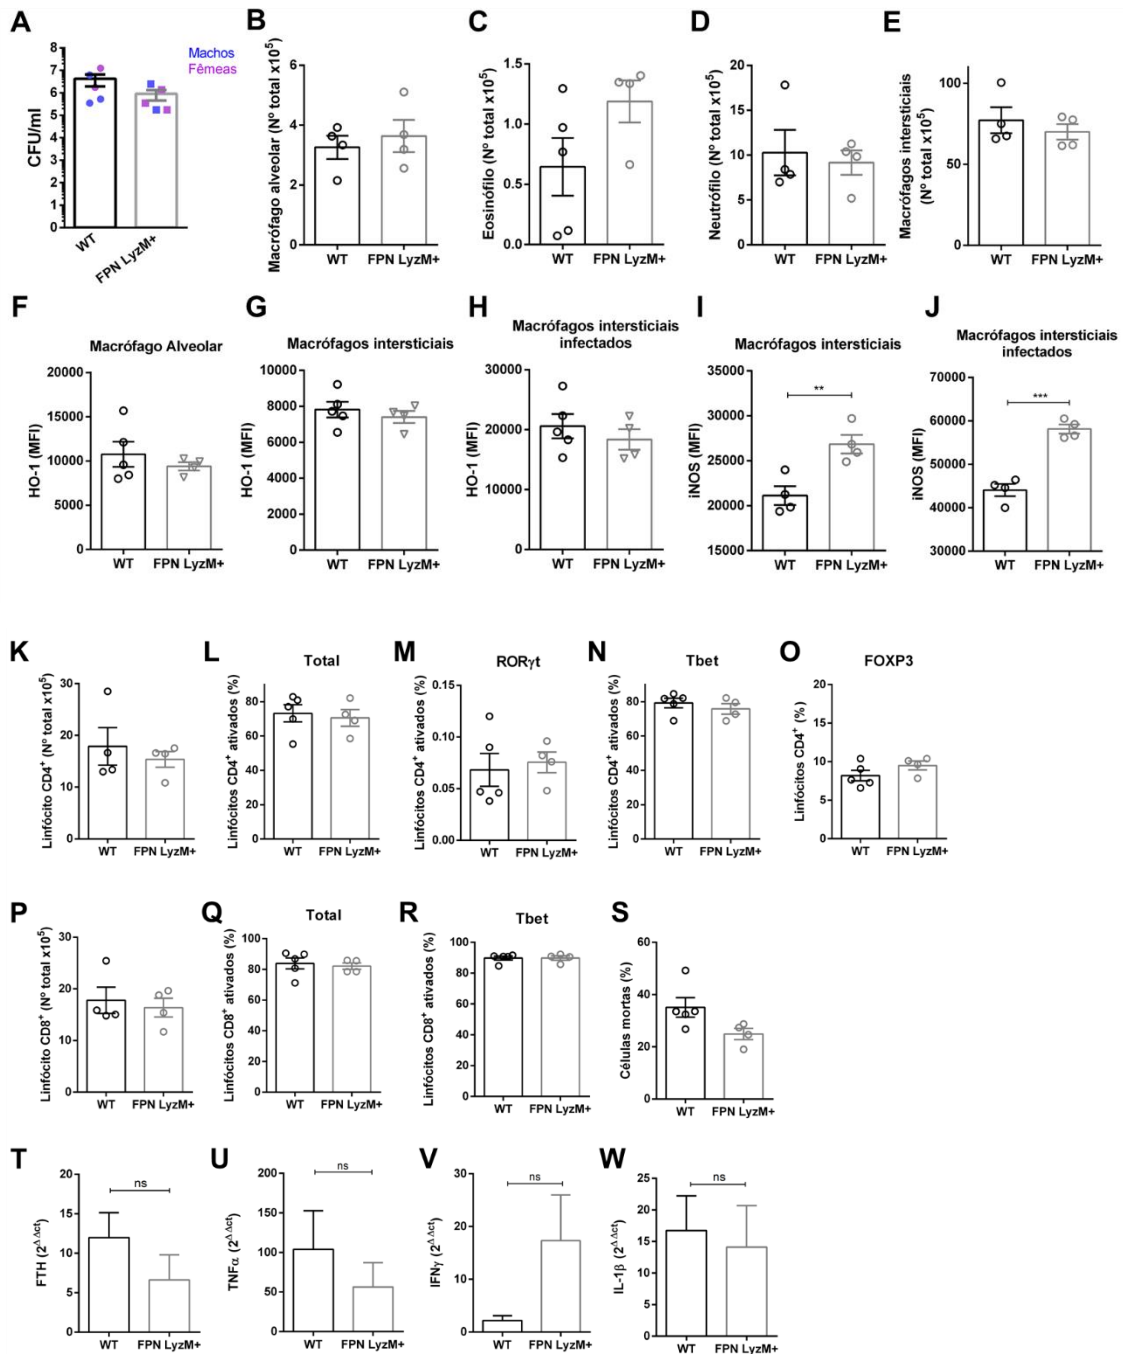 A
CFU/ml
8
7
6
5
4
3
2
1
0
Machos
Fêmeas
WT
FPN LyzM+
B
Macrófago alveolar (Nº total x10⁵)
6
4
2
0
WT
FPN LyzM+
C
Eosinófilo (Nº total x10⁵)
1.5
1.0
0.5
0.0
WT
FPN LyzM+
D
Neutrófilo (Nº total x10⁵)
20
15
10
5
0
WT
FPN LyzM+
E
Macrófagos intersticiais
(Nº total x10⁵)
100
50
0
WT
FPN LyzM+
F
Macrófago Alveolar
HO-1 (MFI)
20000
15000
10000
5000
0
WT
FPN LyzM+
G
Macrófagos intersticiais
HO-1 (MFI)
10000
8000
6000
4000
2000
0
WT
FPN LyzM+
H
Macrófagos intersticiais
infectados
HO-1 (MFI)
30000
20000
10000
0
WT
FPN LyzM+
I
Macrófagos intersticiais
iNOS (MFI)
35000
30000
25000
20000
15000
**
WT
FPN LyzM+
J
Macrófagos intersticiais
infectados
iNOS (MFI)
70000
60000
50000
40000
30000
***
WT
FPN LyzM+
K
Linfócito CD4⁺ (Nº total x10⁵)
30
20
10
0
WT
FPN LyzM+
L
Total
Linfócitos CD4⁺ ativados (%)
80
60
40
20
0
WT
FPN LyzM+
M
RORγt
Linfócitos CD4⁺ ativados (%)
0.15
0.10
0.05
0.00
WT
FPN LyzM+
N
Tbet
Linfócitos CD4⁺ ativados (%)
80
60
40
20
0
WT
FPN LyzM+
O
FOXP3
Linfócitos CD4⁺ (%)
20
15
10
5
0
WT
FPN LyzM+
P
Linfócito CD8⁺ (Nº total x10⁵)
30
20
10
0
WT
FPN LyzM+
Q
Total
Linfócitos CD8⁺ ativados (%)
100
80
60
40
20
0
WT
FPN LyzM+
R
Tbet
Linfócitos CD8⁺ ativados (%)
100
80
60
40
20
0
WT
FPN LyzM+
S
Células mortas (%)
60
40
20
0
WT
FPN LyzM+
T
FTH (2^ΔΔct)
20
15
10
5
0
ns
WT
FPN LyzM+
U
TNFα (2^ΔΔct)
200
150
100
50
0
ns
WT
FPN LyzM+
V
IFNγ (2^ΔΔct)
30
20
10
0
ns
WT
FPN LyzM+
W
IL-1β (2^ΔΔct)
25
20
15
10
5
0
ns
WT
FPN LyzM+